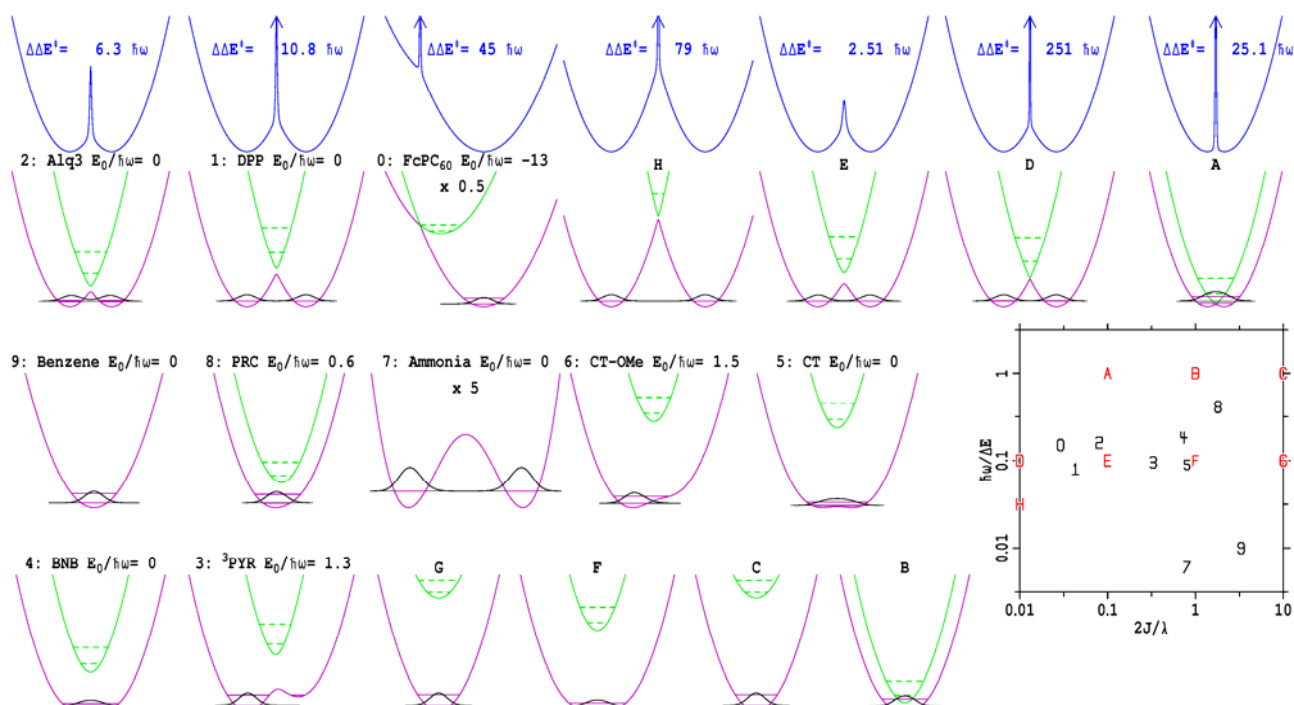 ΔΔE‡= 6.3 ℏω
ΔΔE‡= 10.8 ℏω
ΔΔE‡= 45 ℏω
ΔΔE‡= 79 ℏω
ΔΔE‡= 2.51 ℏω
ΔΔE‡= 251 ℏω
ΔΔE‡= 25.1 ℏω
2: Alq3 E₀/ℏω= 0
1: DPP E₀/ℏω= 0
0: FcPC₆₀ E₀/ℏω= -13
x 0.5
H
E
D
A
9: Benzene E₀/ℏω= 0
8: PRC E₀/ℏω= 0.6
7: Ammonia E₀/ℏω= 0
x 5
6: CT-OMe E₀/ℏω= 1.5
5: CT E₀/ℏω= 0
4: BNB E₀/ℏω= 0
3: ³PYR E₀/ℏω= 1.3
G
F
C
B
ℏω/ΔE
1
0.1
0.01
A
B
C
8
0
2
4
D
1
E
3
5
F
G
H
9
7
0.01
0.1
1
10
2J/λ